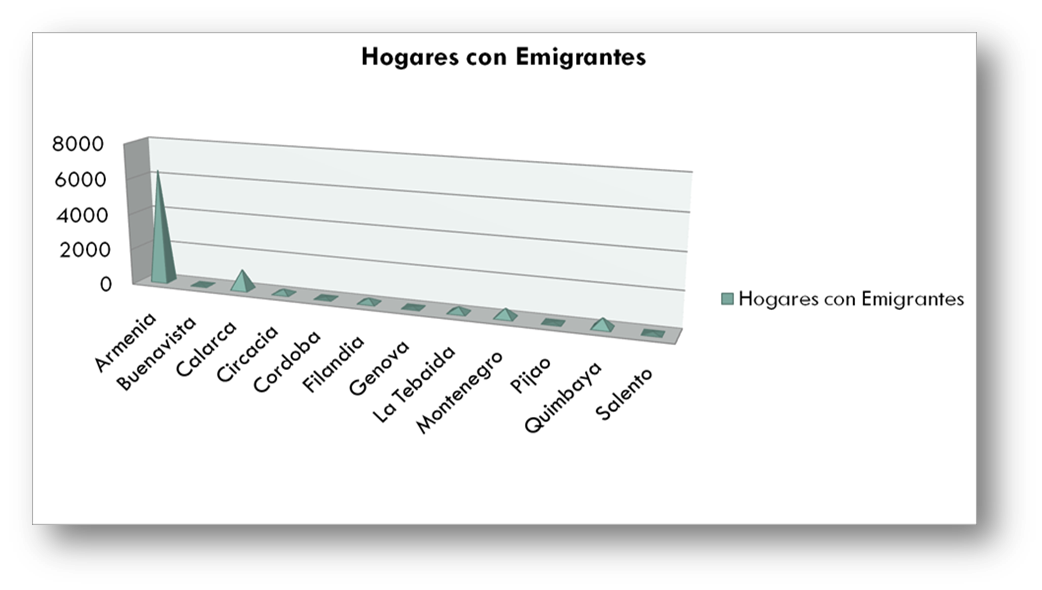 Hogares con Emigrantes
8000
6000
4000
2000
0
Armenia
Buenavista
Calarca
Circacia
Cordoba
Filandia
Genova
La Tebaida
Montenegro
Pijao
Quimbaya
Salento
Hogares con Emigrantes